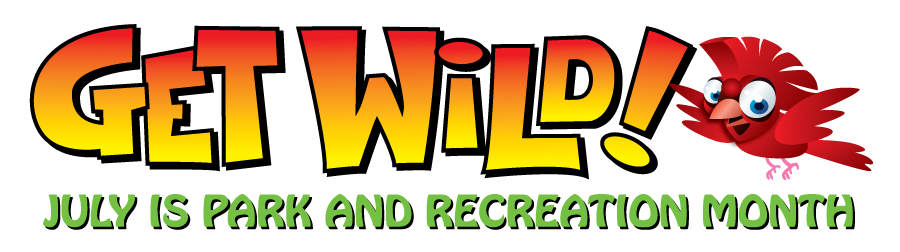 GET WiLD!
JULY IS PARK AND RECREATION MONTH